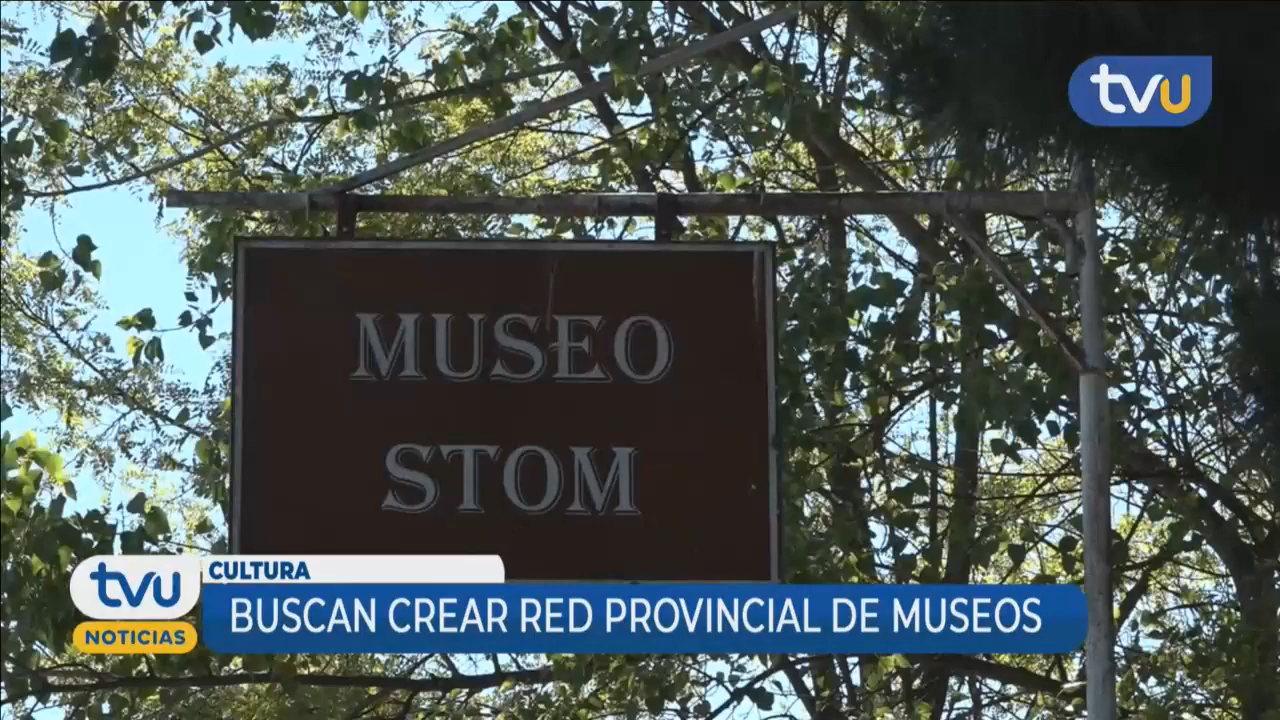 tvU
MUSEO
STOM
tvU
CULTURA
BUSCAN CREAR RED PROVINCIAL DE MUSEOS
NOTICIAS